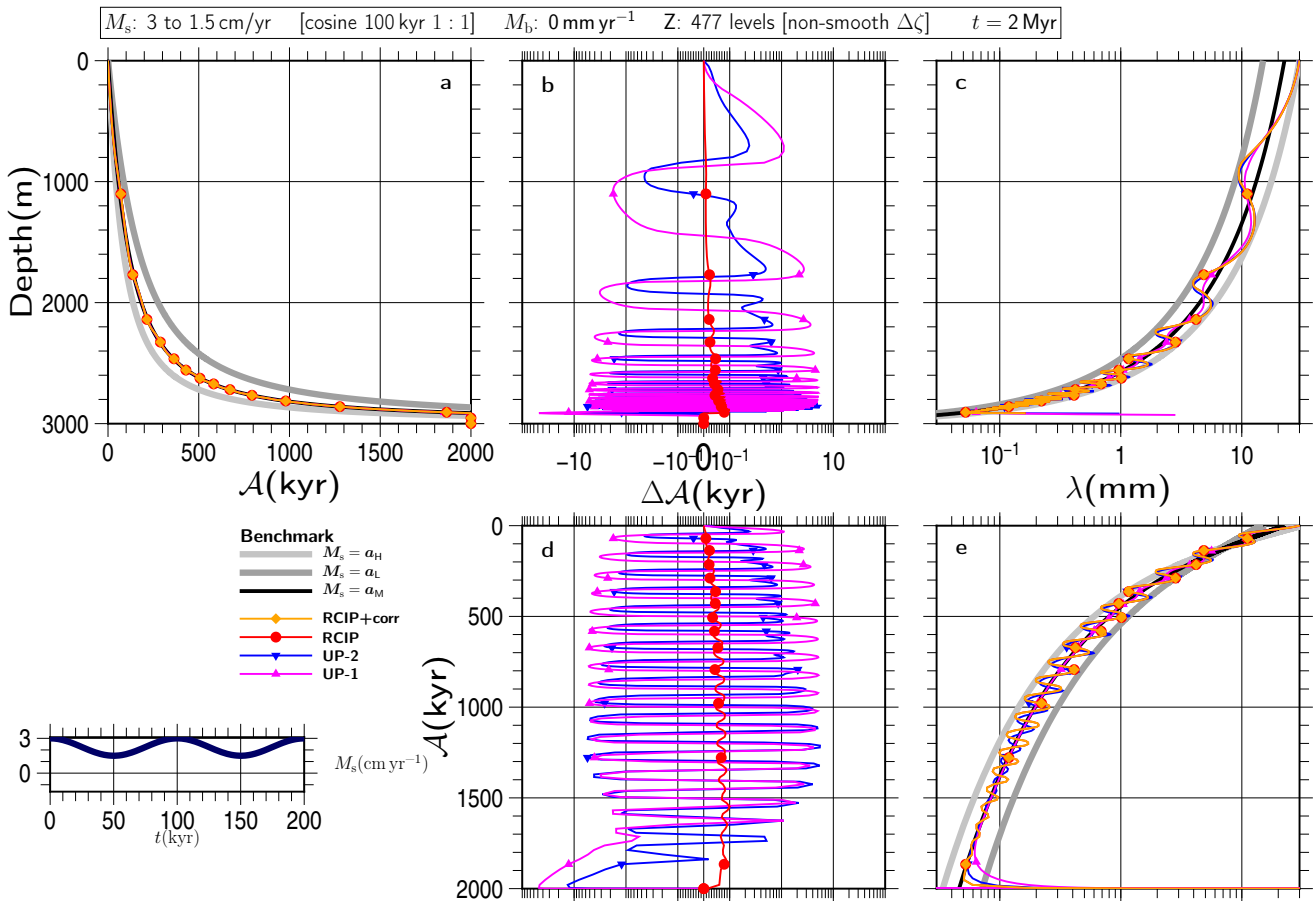 Mₛ: 3 to 1.5 cm/yr [cosine 100 kyr 1 : 1] M_b: 0 mm yr⁻¹ Z: 477 levels [non-smooth Δζ] t = 2 Myr
a b c
Depth(m)
0
1000
2000
3000
0 500 1000 1500 2000
𝒜(kyr)
−10 −10⁻¹ 0 10⁻¹ 10
Δ𝒜(kyr)
10⁻¹ 1 10
λ(mm)
Benchmark
Mₛ = a_H
Mₛ = a_L
Mₛ = a_M
RCIP+corr
RCIP
UP-2
UP-1
3
0
Mₛ(cm yr⁻¹)
0 50 100 150 200
t(kyr)
d e
𝒜(kyr)
0
500
1000
1500
2000